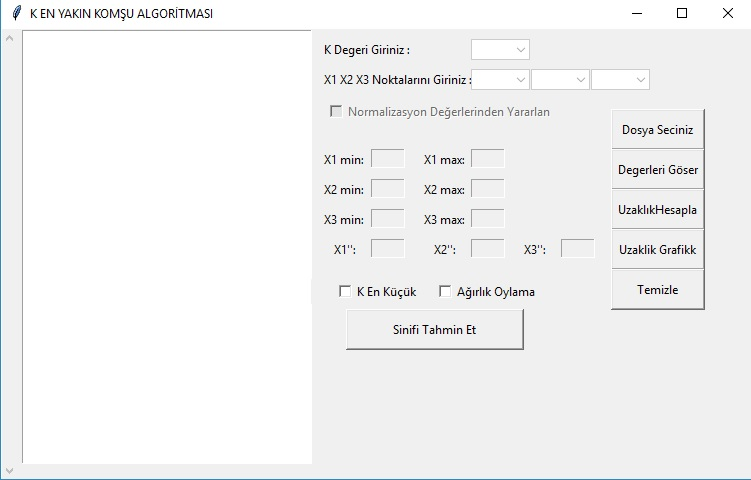 K EN YAKIN KOMŞU ALGORİTMASI
K Degeri Giriniz :
X1 X2 X3 Noktalarını Giriniz :
Normalizasyon Değerlerinden Yararlan
Dosya Seciniz
X1 min: X1 max:
Degerleri Göser
X2 min: X2 max:
UzaklıkHesapla
X3 min: X3 max:
X1'': X2'': X3'':
Uzaklik Grafikk
K En Küçük Ağırlık Oylama
Temizle
Sinifi Tahmin Et